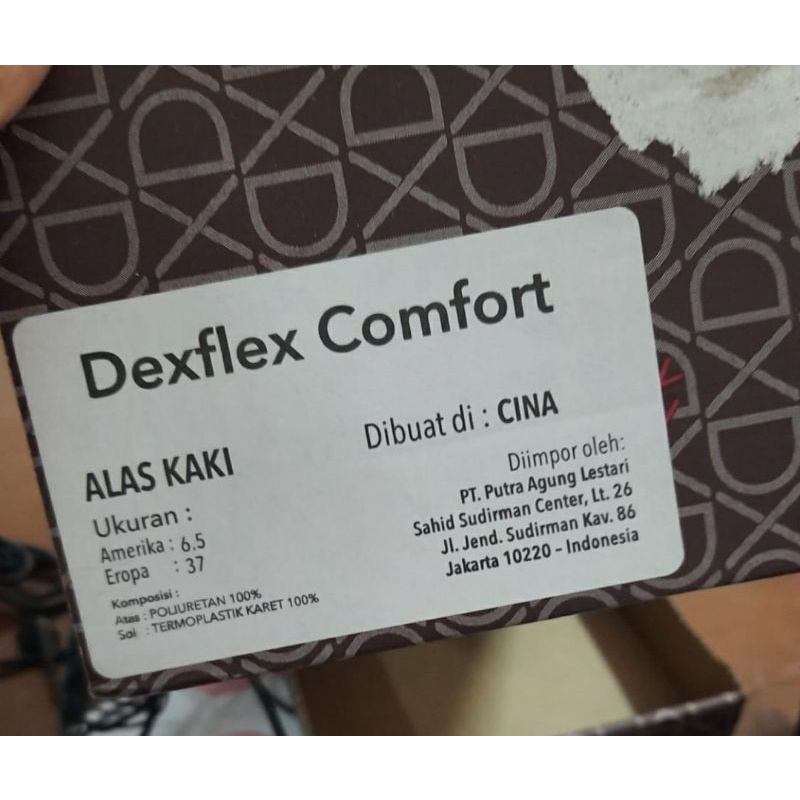 Dexflex Comfort
Dibuat di : CINA
ALAS KAKI
Ukuran :
Amerika : 6.5
Eropa : 37
Komposisi :
Atas : POLIURETAN 100%
Sol : TERMOPLASTIK KARET 100%
Diimpor oleh:
PT. Putra Agung Lestari
Sahid Sudirman Center, Lt. 26
Jl. Jend. Sudirman Kav. 86
Jakarta 10220 – Indonesia